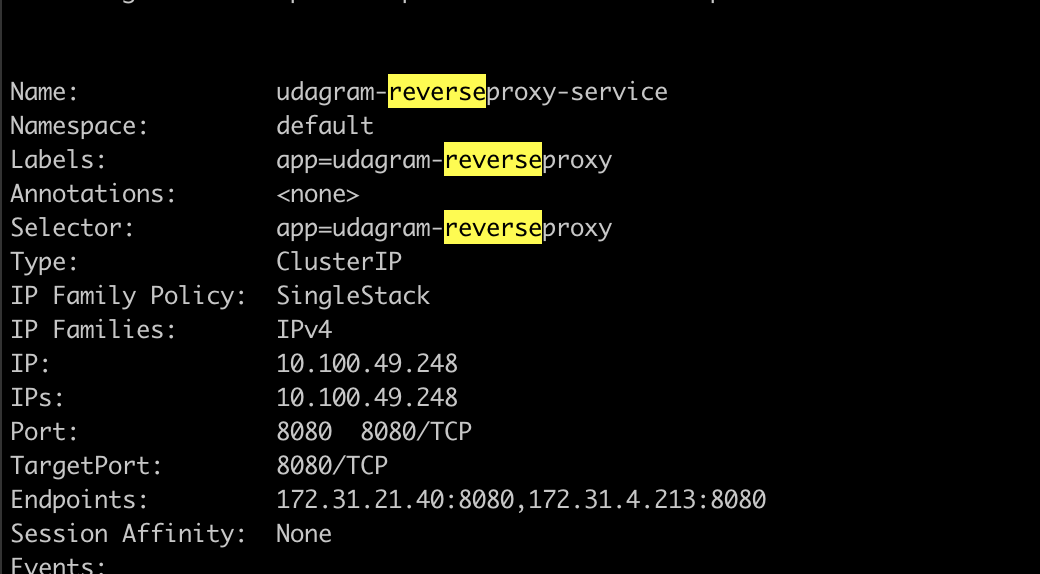 Name: udagram-reverseproxy-service
Namespace: default
Labels: app=udagram-reverseproxy
Annotations: <none>
Selector: app=udagram-reverseproxy
Type: ClusterIP
IP Family Policy: SingleStack
IP Families: IPv4
IP: 10.100.49.248
IPs: 10.100.49.248
Port: 8080 8080/TCP
TargetPort: 8080/TCP
Endpoints: 172.31.21.40:8080,172.31.4.213:8080
Session Affinity: None
Events: